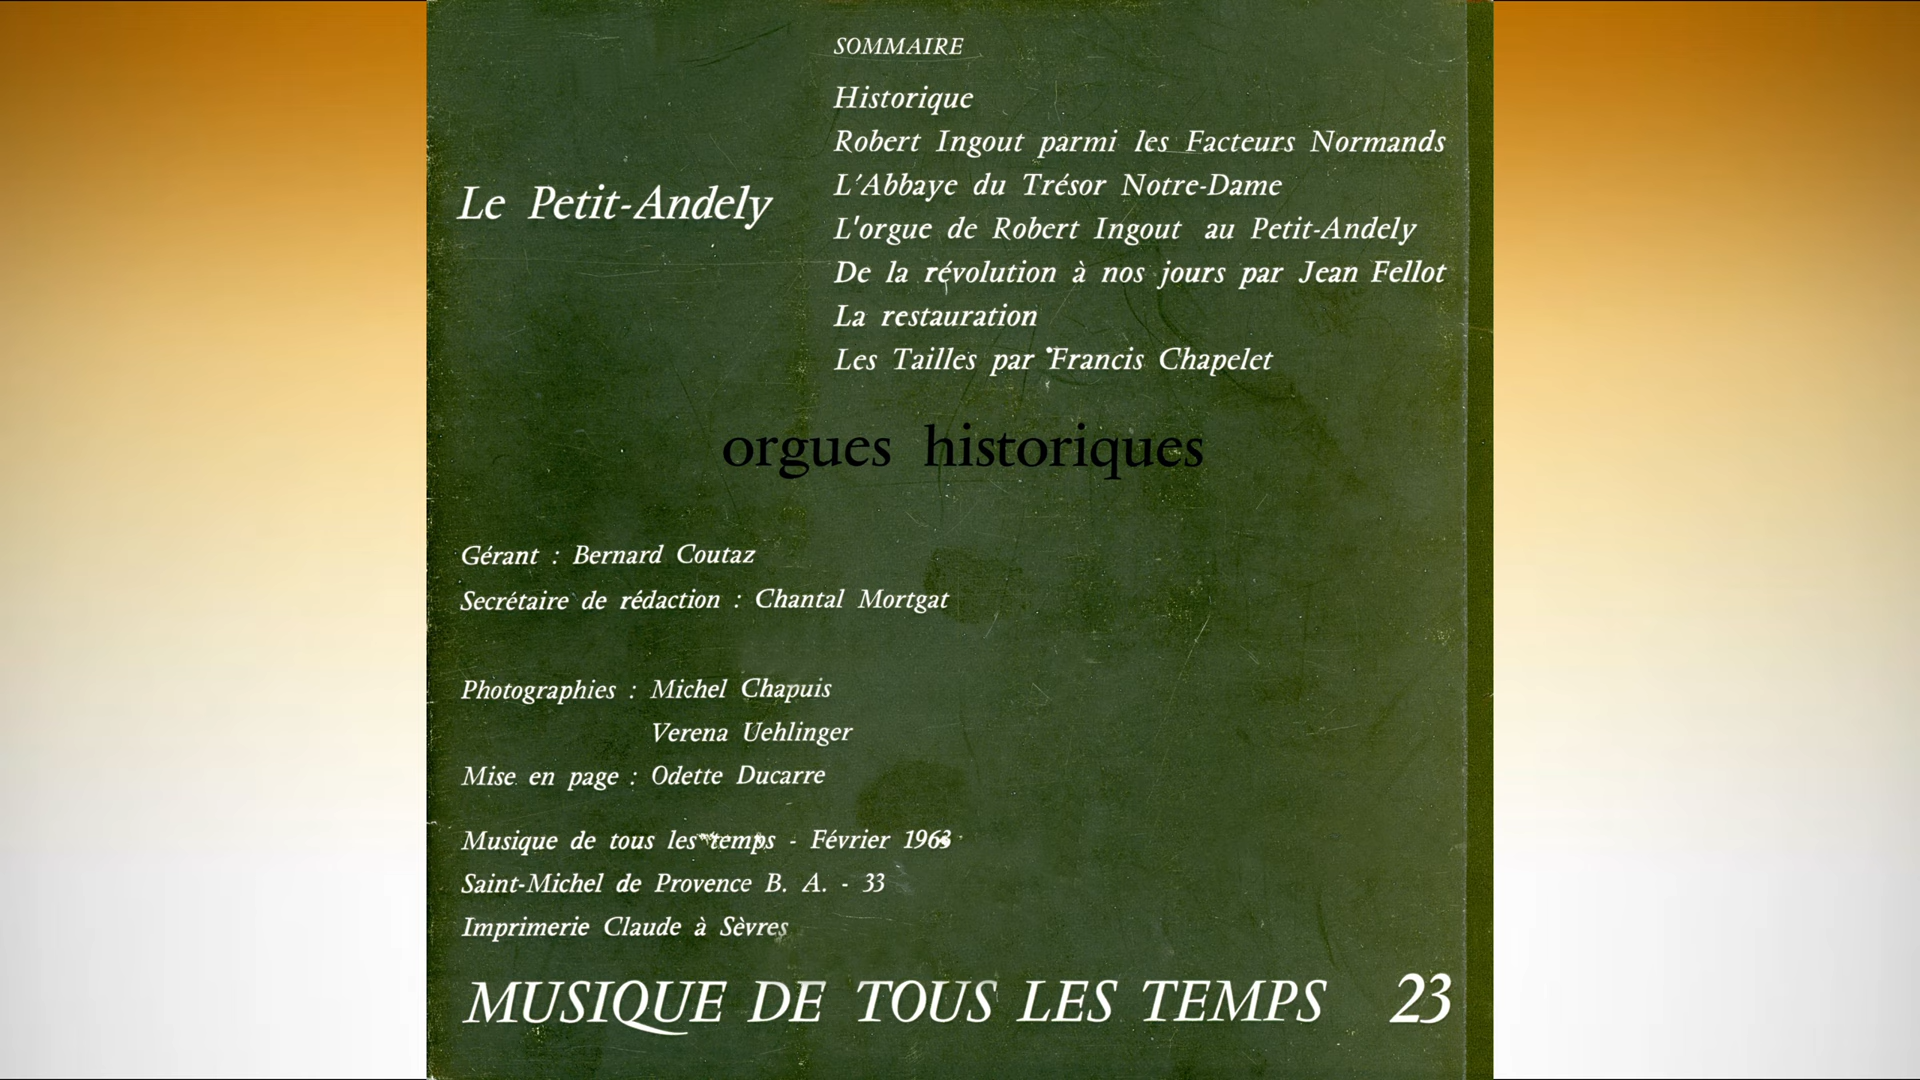 SOMMAIRE
Historique
Robert Ingout parmi les Facteurs Normands
L'Abbaye du Trésor Notre-Dame
L'orgue de Robert Ingout au Petit-Andely
De la révolution à nos jours par Jean Fellot
La restauration
Les Tailles par Francis Chapelet
Le Petit-Andely
orgues historiques
Gérant : Bernard Coutaz
Secrétaire de rédaction : Chantal Mortgat
Photographies : Michel Chapuis
Verena Uehlinger
Mise en page : Odette Ducarre
Musique de tous les temps - Février 1963
Saint-Michel de Provence B. A. - 33
Imprimerie Claude à Sèvres
MUSIQUE DE TOUS LES TEMPS 23